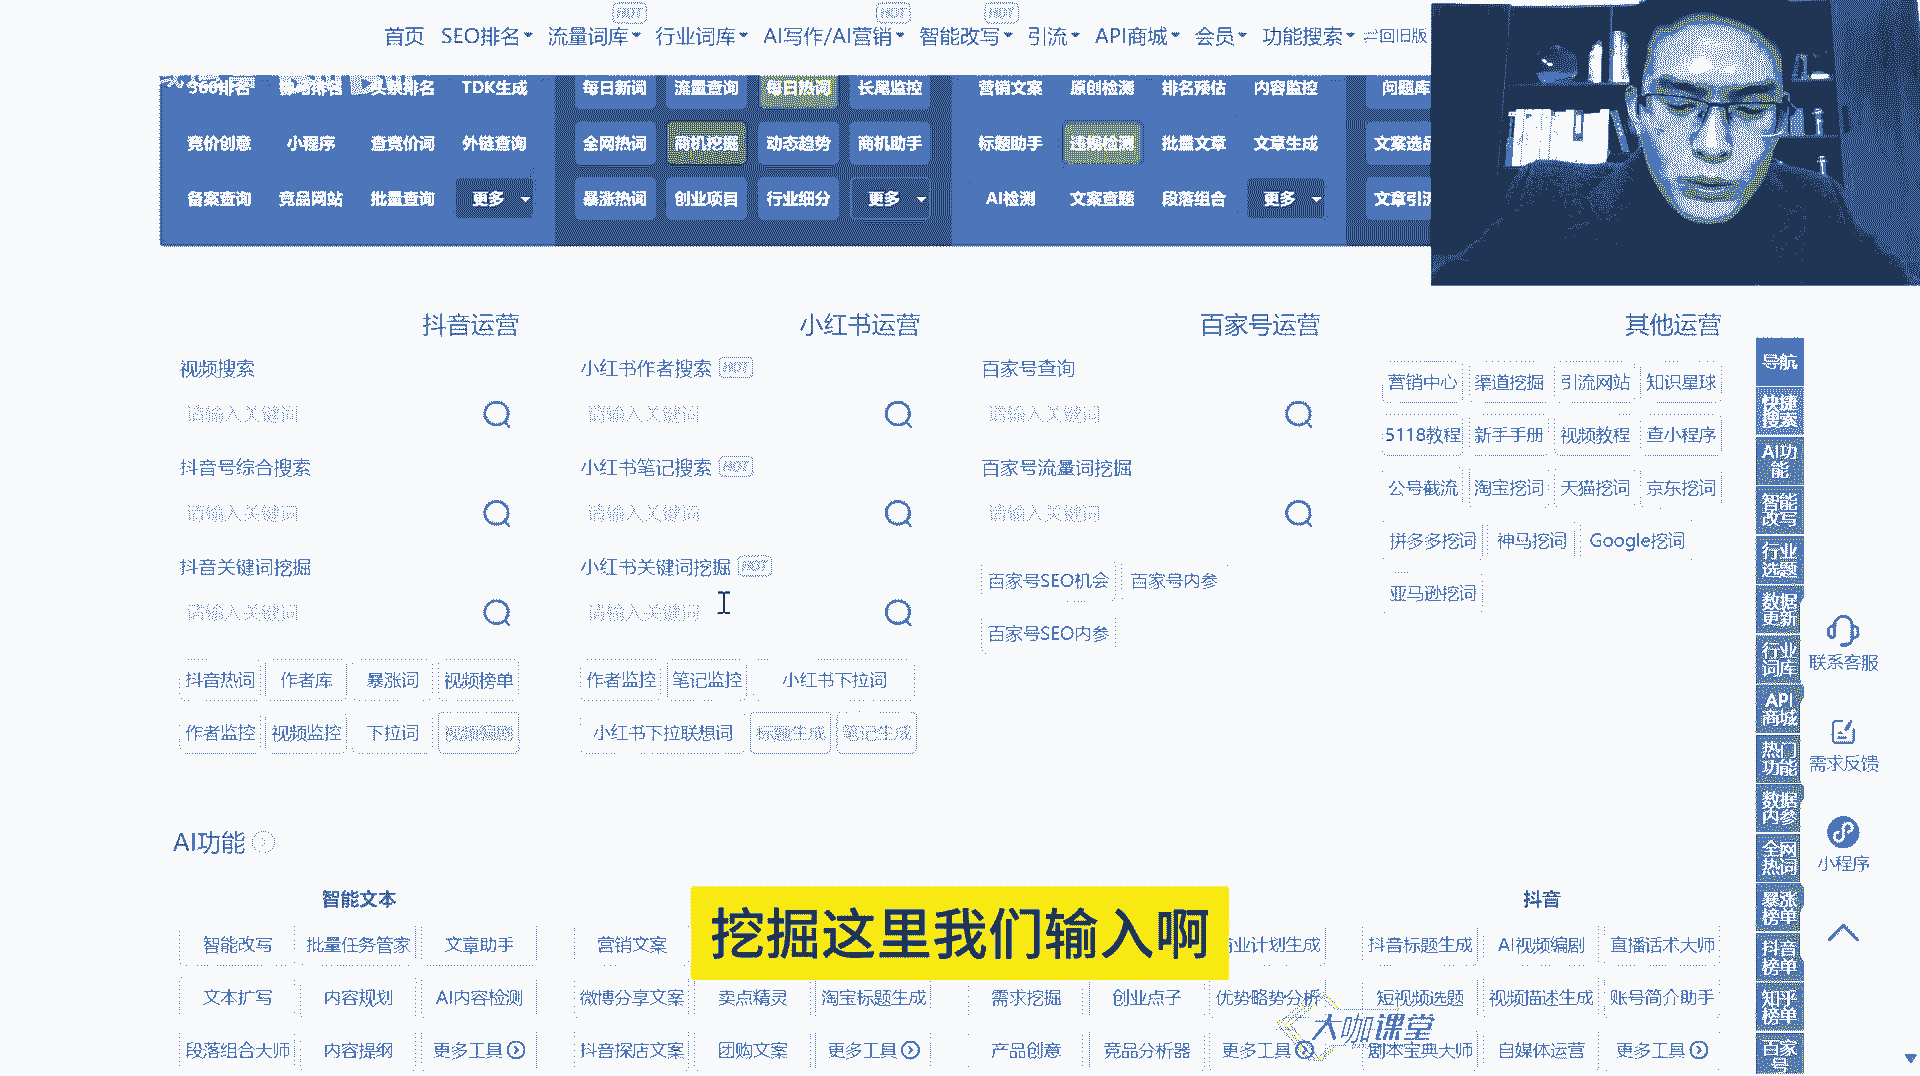 HOT HOT HOT
首页 SEO排名 流量词库 行业词库 AI写作/AI营销 智能改写 引流 API商城 会员 功能搜索 回旧版
360排名 神马排名 安卓排名 TDK生成 每日新词 流量查询 每日热词 长尾监控 营销文案 原创检测 排名预估 内容监控 问题库
竞价创意 小程序 查竞价词 外链查询 全网热词 商机挖掘 动态趋势 商机助手 标题助手 违规检测 批量文章 文章生成 文案选品
备案查询 竞品网站 批量查询 更多 暴涨热词 创业项目 行业细分 更多 AI检测 文案查题 段落组合 更多 文章引流
抖音运营 小红书运营 百家号运营 其他运营
视频搜索 小红书作者搜索 HOT 百家号查询
请输入关键词 请输入关键词 请输入关键词
抖音号综合搜索 小红书笔记搜索 HOT 百家号流量词挖掘
请输入关键词 请输入关键词 请输入关键词
抖音关键词挖掘 小红书关键词挖掘 HOT
请输入关键词 请输入关键词
百家号SEO机会 百家号内参
百家号SEO内参
营销中心 渠道挖掘 引流网站 知识星球
5118教程 新手手册 视频教程 查小程序
公号截流 淘宝挖词 天猫挖词 京东挖词
拼多多挖词 神马挖词 Google挖词
亚马逊挖词
抖音热词 作者库 暴涨词 视频榜单 作者监控 笔记监控 小红书下拉词
作者监控 视频监控 下拉词 视频编剧 小红书下拉联想词 标题生成 笔记生成
导航
快捷搜索
AI功能
智能改写
行业选题
数据更新
行业词库
API商城
热门功能
数据内参
全网热词
暴涨榜单
抖音榜单
知乎榜单
百家号
联系客服
需求反馈
小程序
AI功能
智能文本 抖音
智能改写 批量任务管家 文章助手 营销文案 业计划生成 抖音标题生成 AI视频编剧 直播话术大师
挖掘这里我们输入啊
文本扩写 内容规划 AI内容检测 微博分享文案 卖点精灵 淘宝标题生成 需求挖掘 创业点子 优势略势分析 短视频选题 视频描述生成 账号简介助手
大咖课堂
段落组合大师 内容提纲 更多工具 抖音探店文案 团购文案 更多工具 产品创意 竞品分析器 更多工具 剧本宝典大师 自媒体运营 更多工具